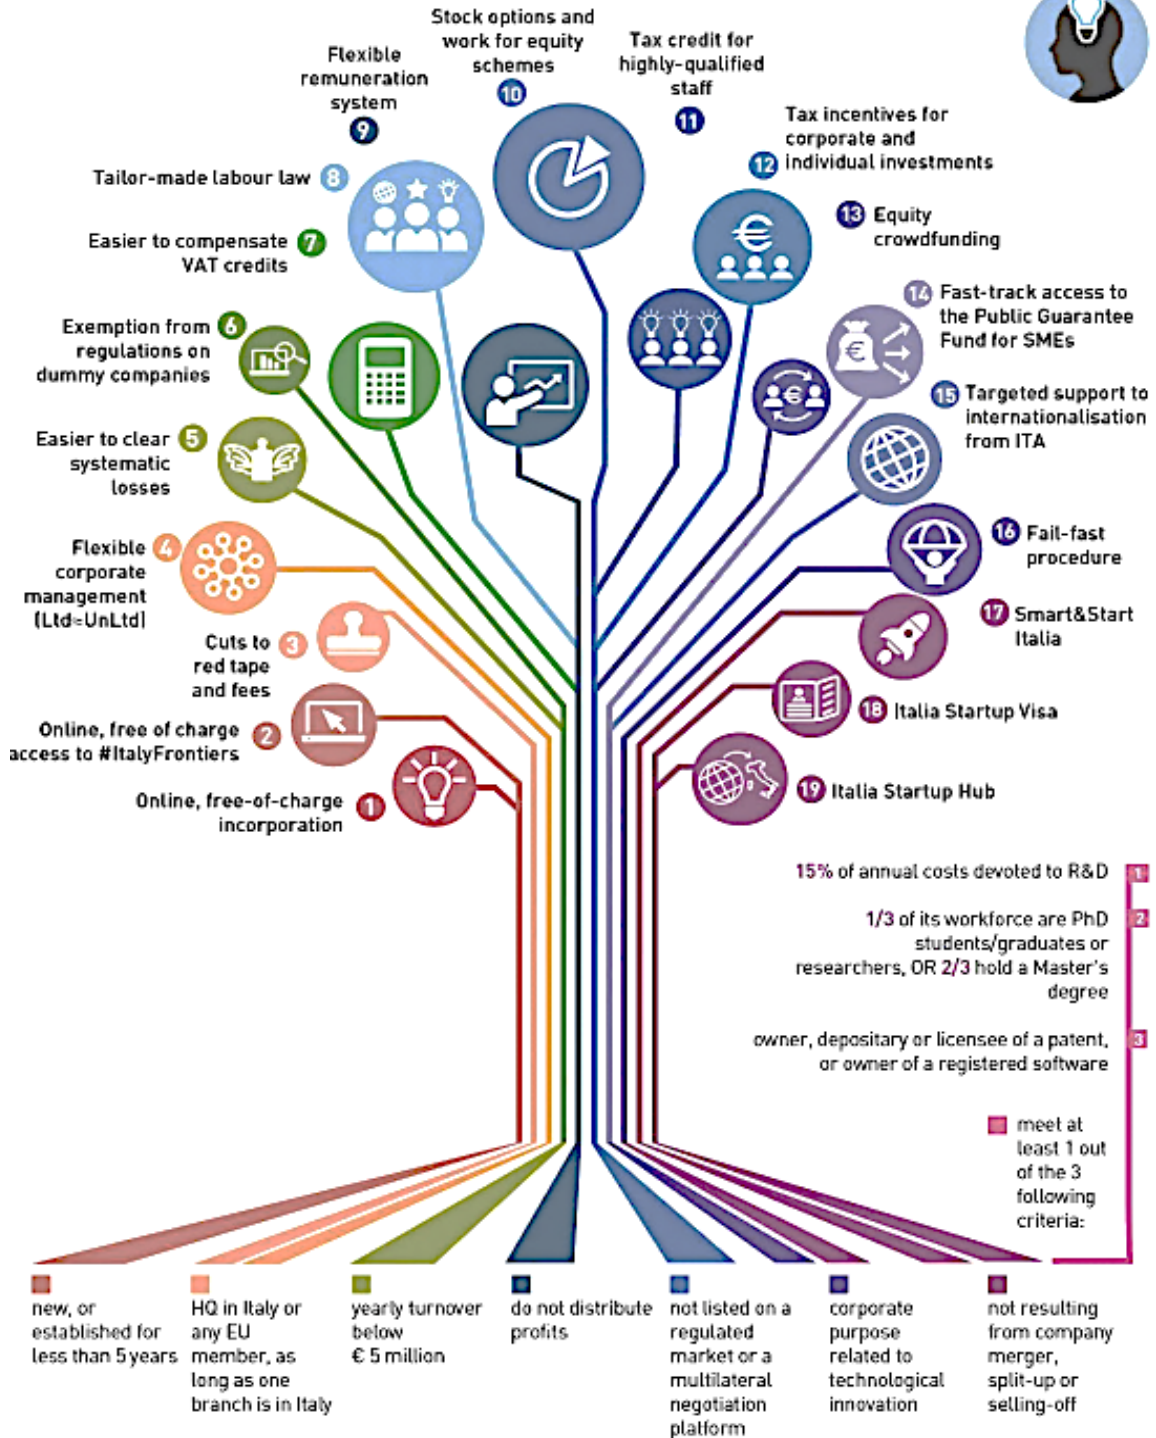 Stock options and
work for equity
schemes
10
Flexible
remuneration
system
9
Tax credit for
highly-qualified
staff
11
Tax incentives for
corporate and
12 individual investments
Tailor-made labour law 8
13 Equity
crowdfunding
Easier to compensate 7
VAT credits
14 Fast-track access to
the Public Guarantee
Fund for SMEs
Exemption from 6
regulations on
dummy companies
15 Targeted support to
internationalisation
from ITA
Easier to clear 5
systematic
losses
16 Fail-fast
procedure
Flexible 4
corporate
management
(Ltd=UnLtd)
17 Smart&Start
Italia
Cuts to 3
red tape
and fees
18 Italia Startup Visa
Online, free of charge 2
access to #ItalyFrontiers
19 Italia Startup Hub
Online, free-of-charge 1
incorporation
15% of annual costs devoted to R&D 1
1/3 of its workforce are PhD 2
students/graduates or
researchers, OR 2/3 hold a Master's
degree
owner, depositary or licensee of a patent, 3
or owner of a registered software
meet at
least 1 out
of the 3
following
criteria:
new, or
established for
less than 5 years
HQ in Italy or
any EU
member, as
long as one
branch is in Italy
yearly turnover
below
€ 5 million
do not distribute
profits
not listed on a
regulated
market or a
multilateral
negotiation
platform
corporate
purpose
related to
technological
innovation
not resulting
from company
merger,
split-up or
selling-off